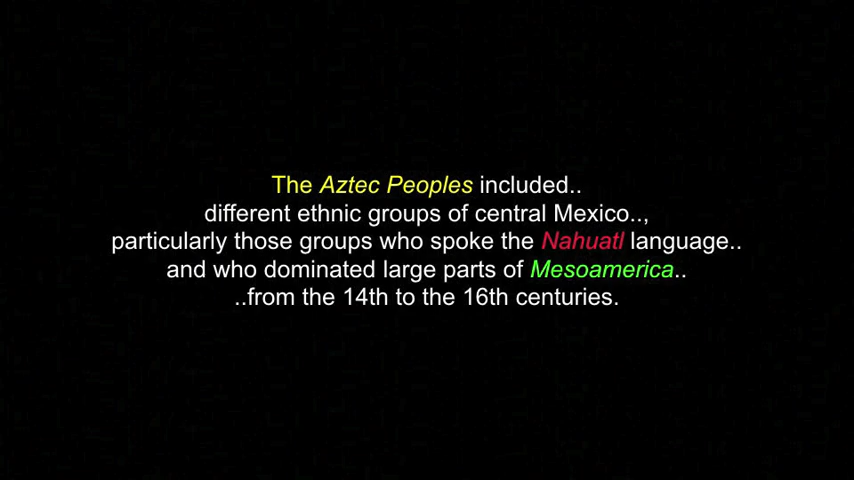 The Aztec Peoples included..
different ethnic groups of central Mexico..,
particularly those groups who spoke the Nahuatl language..
and who dominated large parts of Mesoamerica..
..from the 14th to the 16th centuries.